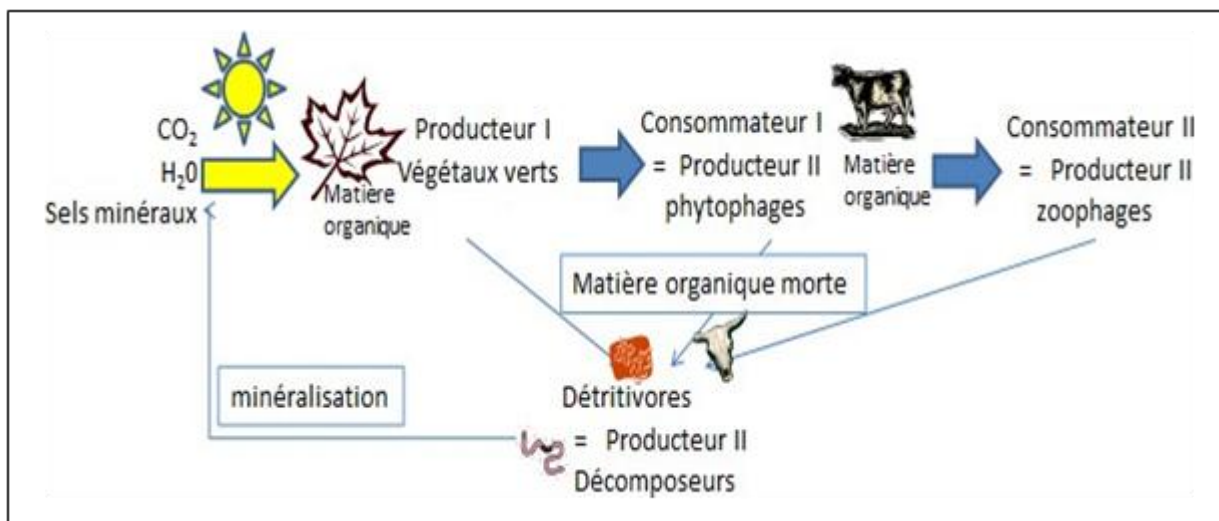 CO₂
H₂0
Sels minéraux
Matière
organique
Producteur I
Végétaux verts
Consommateur I
= Producteur II
phytophages
Matière
organique
Consommateur II
= Producteur II
zoophages
Matière organique morte
minéralisation
Détritivores
= Producteur II
Décomposeurs